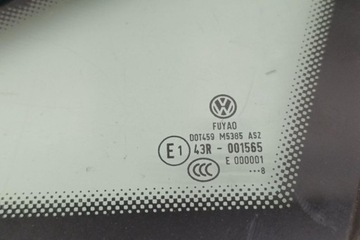 FUYAO
DOT459 M5385 AS2
E1 43R - 001565
E 000001
CCC
···8